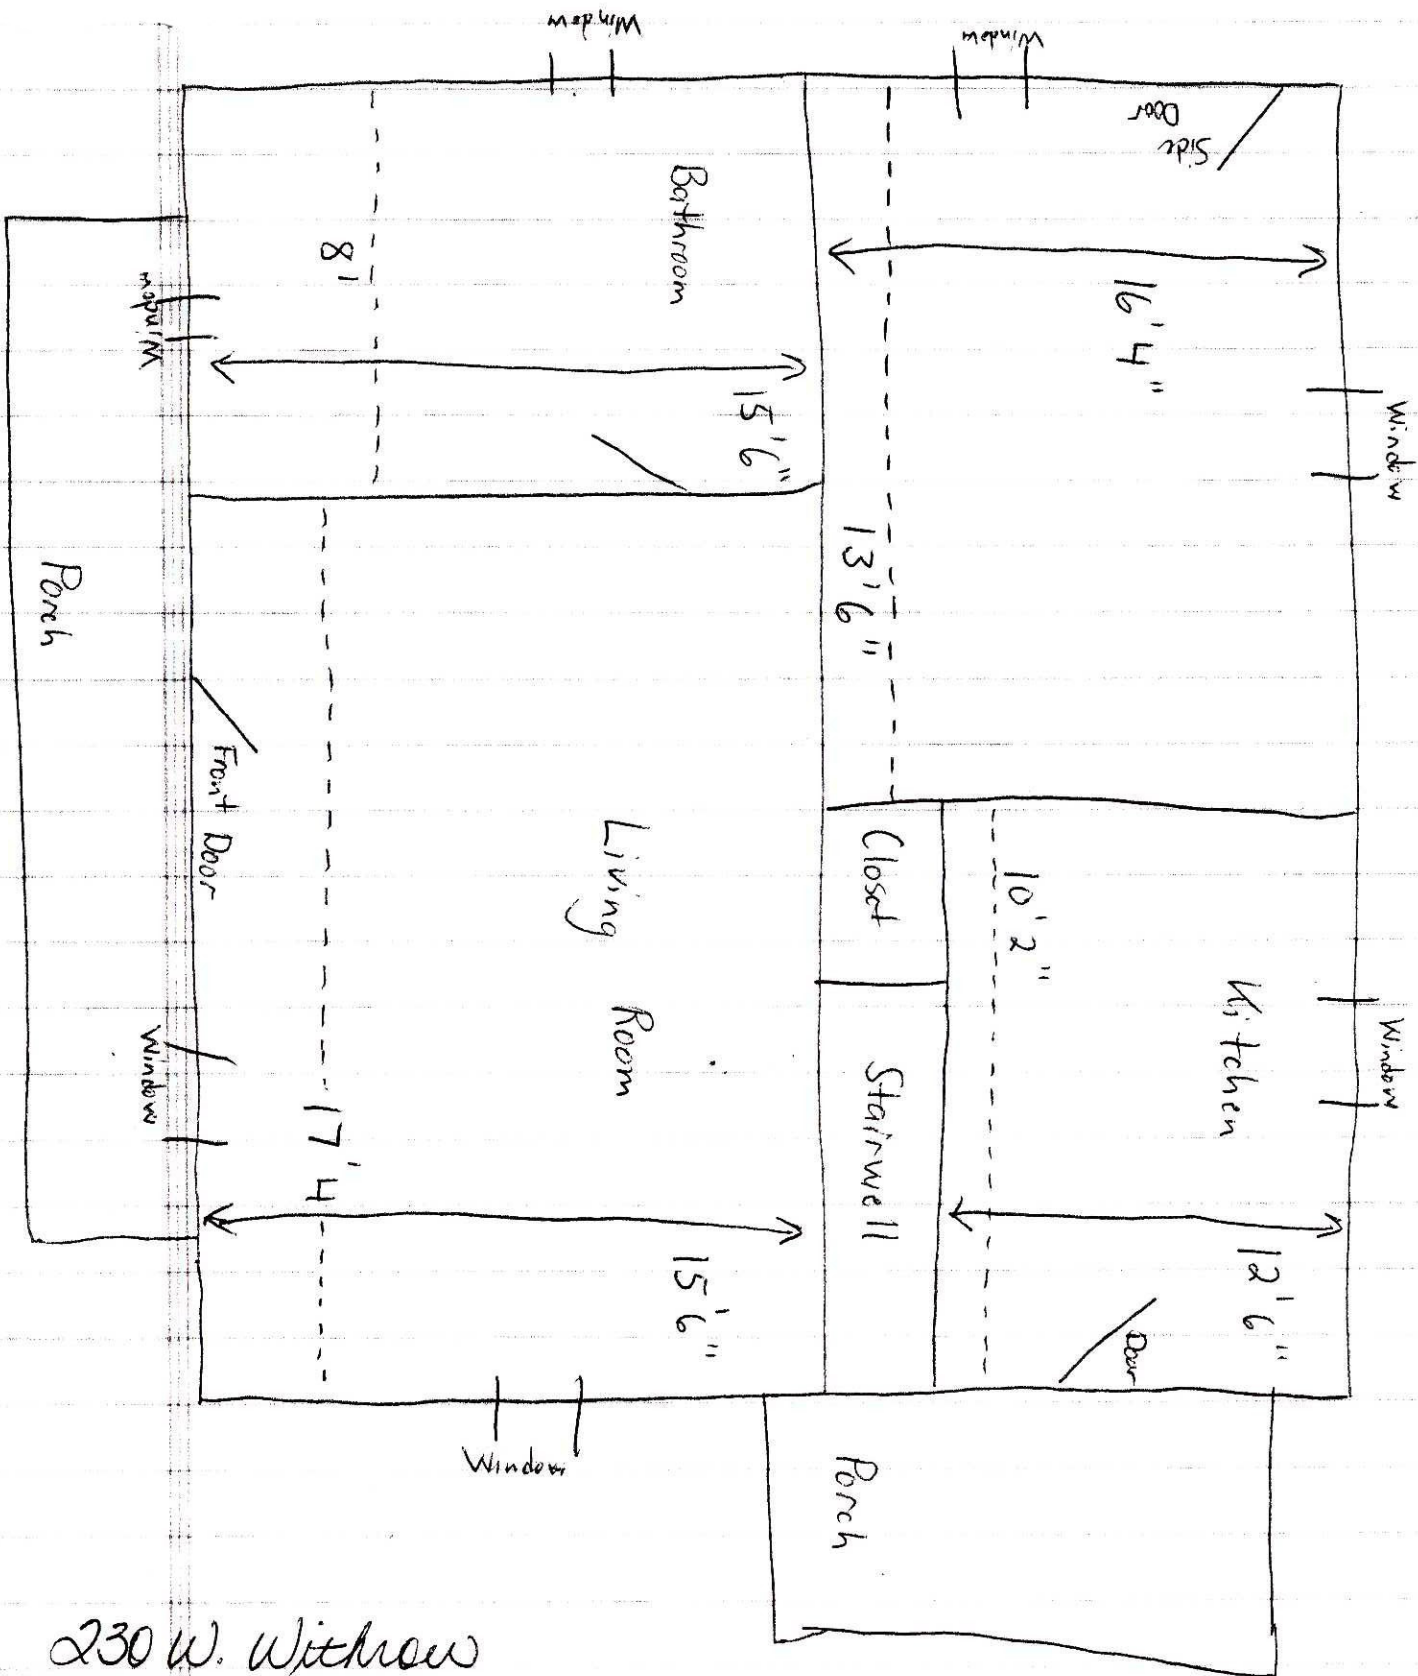 Window
Window
Side
Door
16'4"
Window
13'6"
Bathroom
8'
15'6"
Window
Porch
Front Door
Living Room
17'4
15'6"
Window
Window
Closet
Stairwell
10'2"
Kitchen
12'6"
Window
Door
Porch
230 W. Withrow